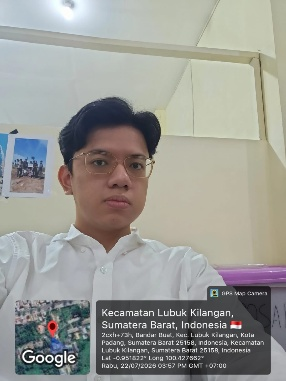 GPS Map Camera
Kecamatan Lubuk Kilangan,
Sumatera Barat, Indonesia
2cxh+73h, Bandar Buat, Kec. Lubuk Kilangan, Kota
Padang, Sumatera Barat 25158, Indonesia, Kecamatan
Lubuk Kilangan, Sumatera Barat 25158, Indonesia
Lat -0.951822° Long 100.427662°
Rabu, 22/07/2026 03:57 PM GMT +07:00
Google